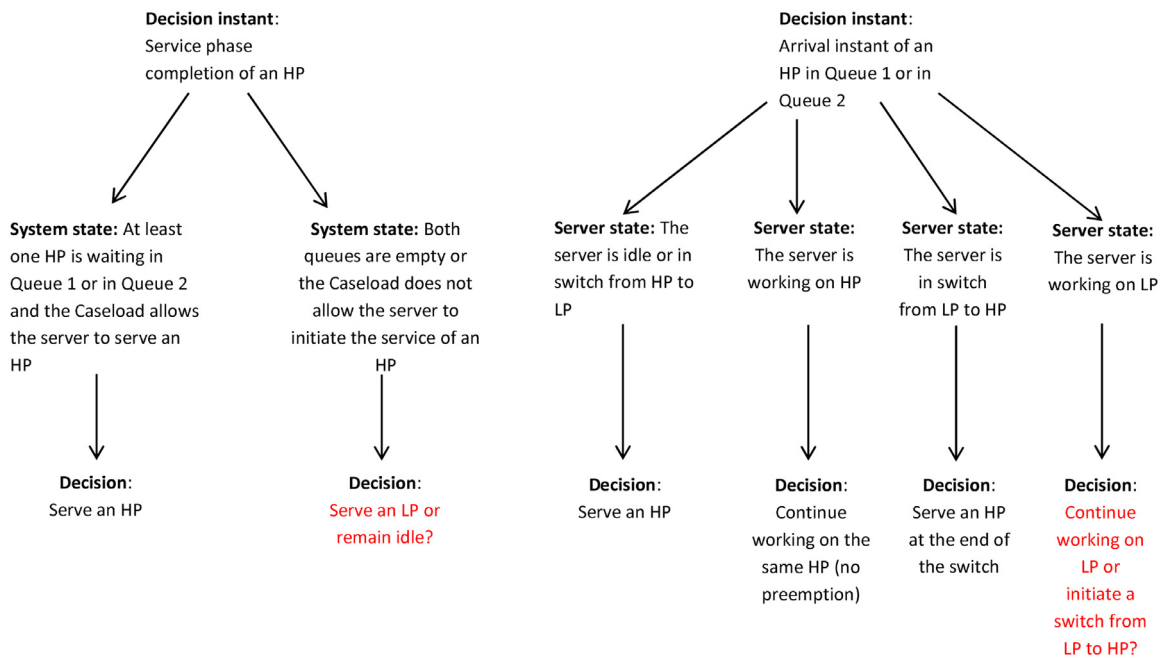 Decision instant:
Service phase
completion of an HP
Decision instant:
Arrival instant of an
HP in Queue 1 or in
Queue 2
System state: At least
one HP is waiting in
Queue 1 or in Queue 2
and the Caseload allows
the server to serve an
HP
System state: Both
queues are empty or
the Caseload does not
allow the server to
initiate the service of an
HP
Server state: The
server is idle or in
switch from HP to
LP
Server state:
The server is
working on HP
Server state:
The server is
in switch
from LP to HP
Server state:
The server is
working on LP
Decision:
Serve an HP
Decision:
Serve an LP or
remain idle?
Decision:
Serve an HP
Decision:
Continue
working on the
same HP (no
preemption)
Decision:
Serve an HP
at the end of
the switch
Decision:
Continue
working on
LP or
initiate a
switch from
LP to HP?